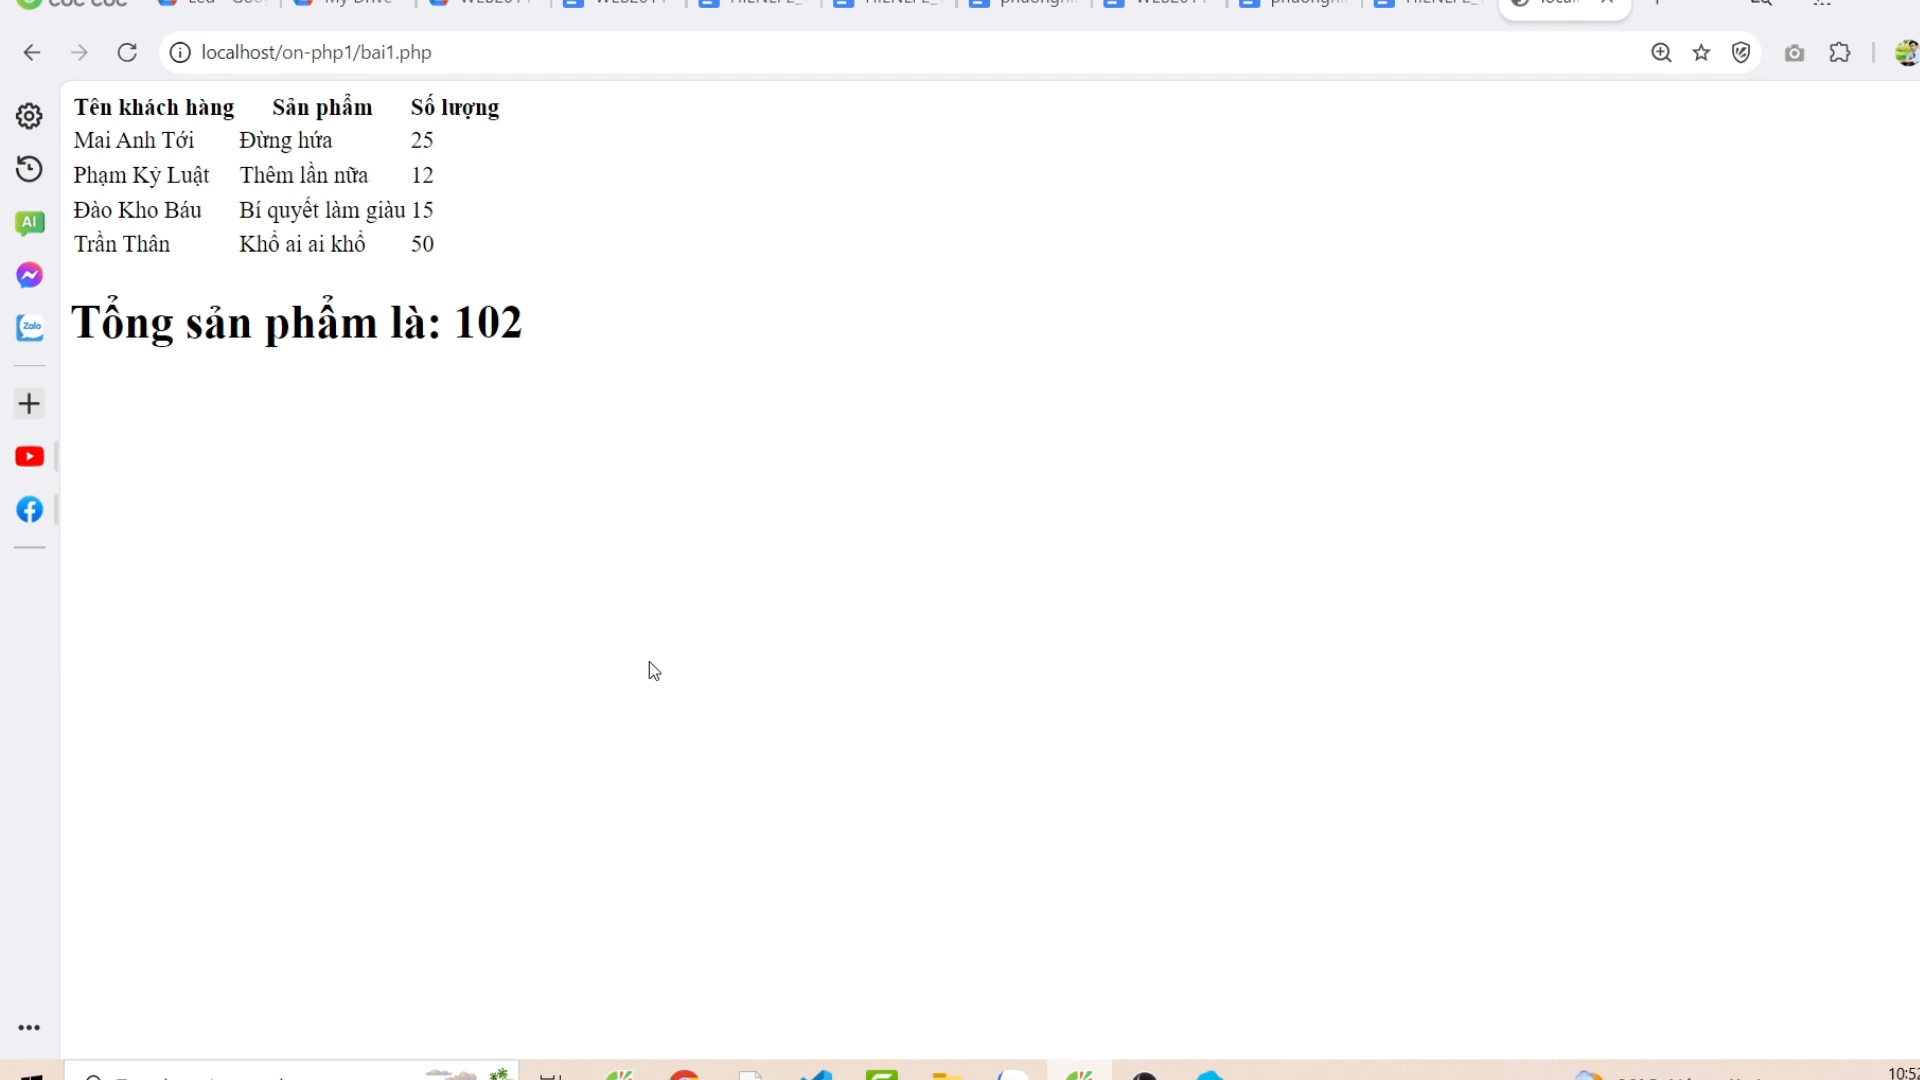 localhost/on-php1/bai1.php
Tên khách hàng Sản phẩm Số lượng
Mai Anh Tới Đừng hứa 25
Phạm Kỷ Luật Thêm lần nữa 12
Đào Kho Báu Bí quyết làm giàu 15
Trần Thân Khổ ai ai khổ 50
Tổng sản phẩm là: 102
AI
Zalo